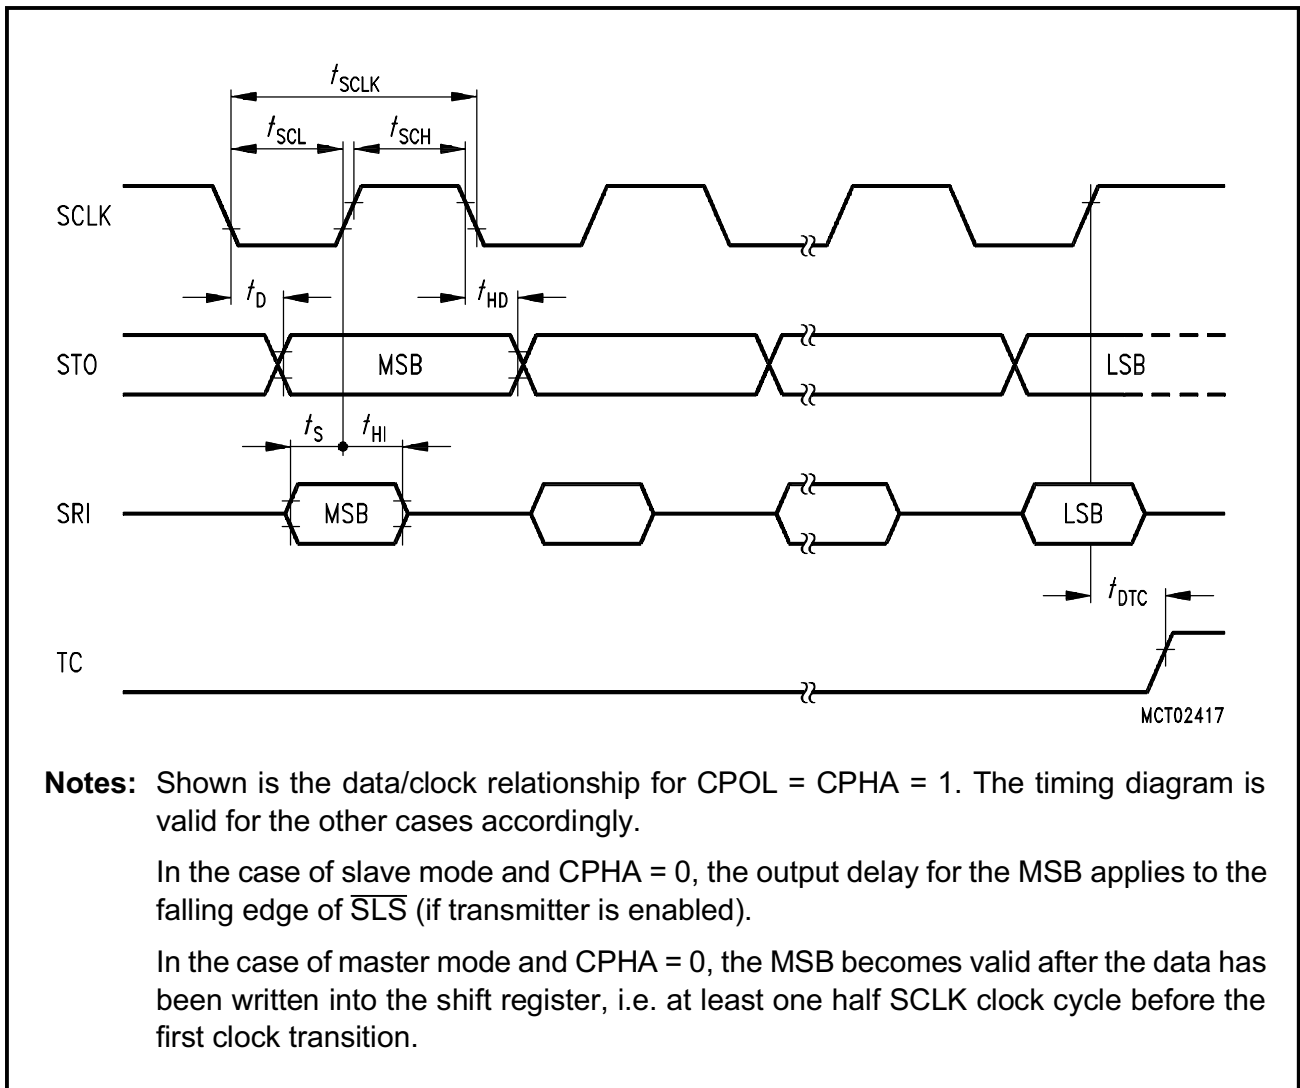 tSCLK
tSCL tSCH
SCLK
tD tHD
STO MSB LSB
tS tHI
SRI MSB LSB
tDTC
TC
MCT02417
Notes: Shown is the data/clock relationship for CPOL = CPHA = 1. The timing diagram is
valid for the other cases accordingly.
In the case of slave mode and CPHA = 0, the output delay for the MSB applies to the
falling edge of S̅L̅S̅ (if transmitter is enabled).
In the case of master mode and CPHA = 0, the MSB becomes valid after the data has
been written into the shift register, i.e. at least one half SCLK clock cycle before the
first clock transition.